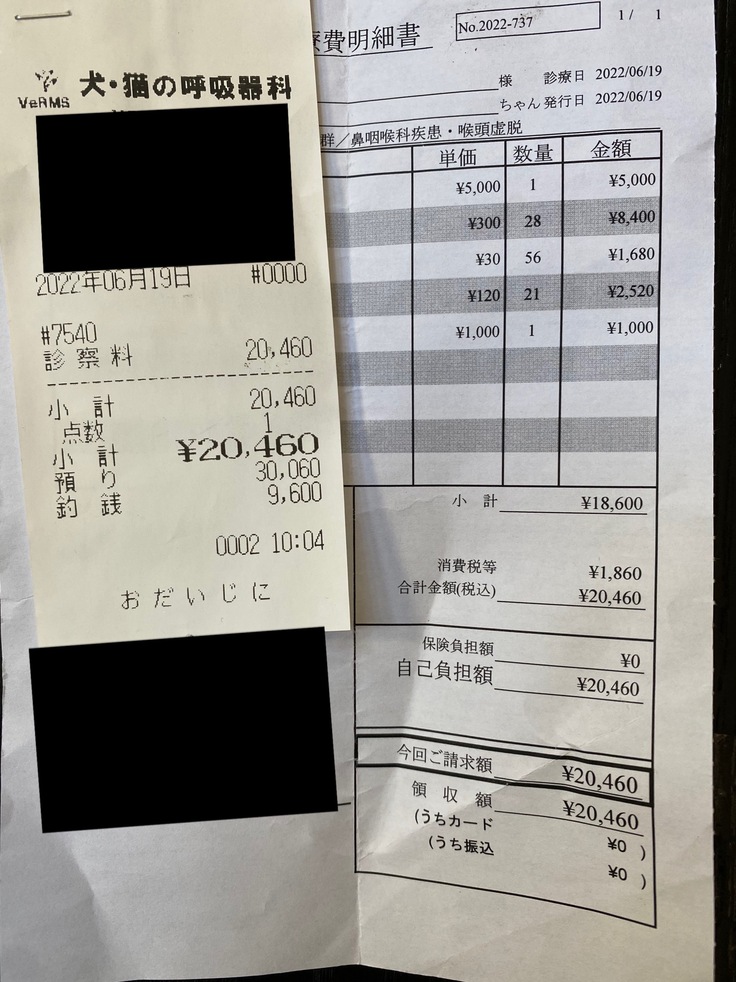 VeRMS 犬・猫の呼吸器科
2022年06月19日 #0000
#7540
診察料 20,460
小 計 20,460
点数 1
小 計 ¥20,460
預 り 30,060
釣 銭 9,600
0002 10:04
おだいじに
費明細書
No.2022-737
1/ 1
様 診療日 2022/06/19
ちゃん 発行日 2022/06/19
群/鼻咽喉科疾患・喉頭虚脱
単価 数量 金額
¥5,000 1 ¥5,000
¥300 28 ¥8,400
¥30 56 ¥1,680
¥120 21 ¥2,520
¥1,000 1 ¥1,000
小 計 ¥18,600
消費税等 ¥1,860
合計金額(税込) ¥20,460
保険負担額 ¥0
自己負担額 ¥20,460
今回ご請求額 ¥20,460
領 収 額 ¥20,460
(うちカード ¥0 )
(うち振込 ¥0 )